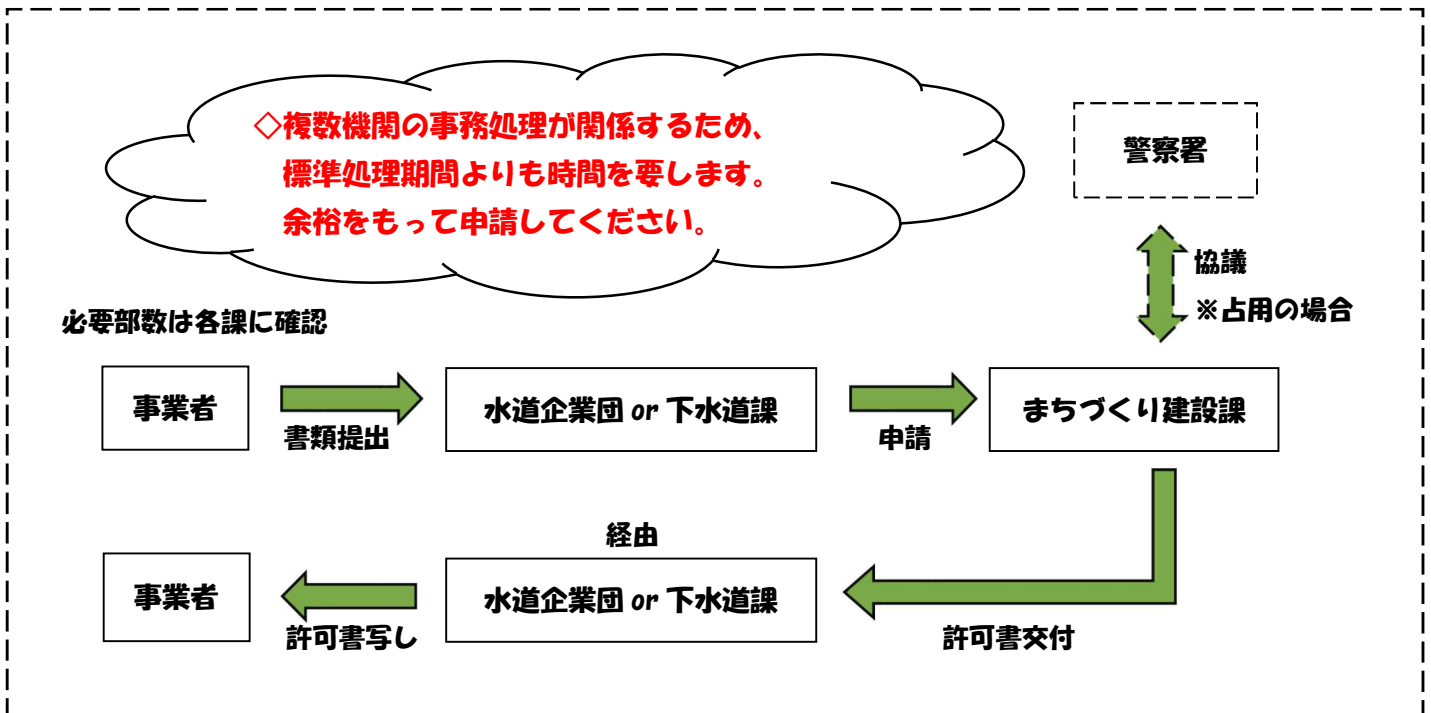 ◇複数機関の事務処理が関係するため、
標準処理期間よりも時間を要します。
余裕をもって申請してください。
警察署
協議
※占用の場合
必要部数は各課に確認
事業者
書類提出
水道企業団 or 下水道課
申請
まちづくり建設課
経由
事業者
許可書写し
水道企業団 or 下水道課
許可書交付